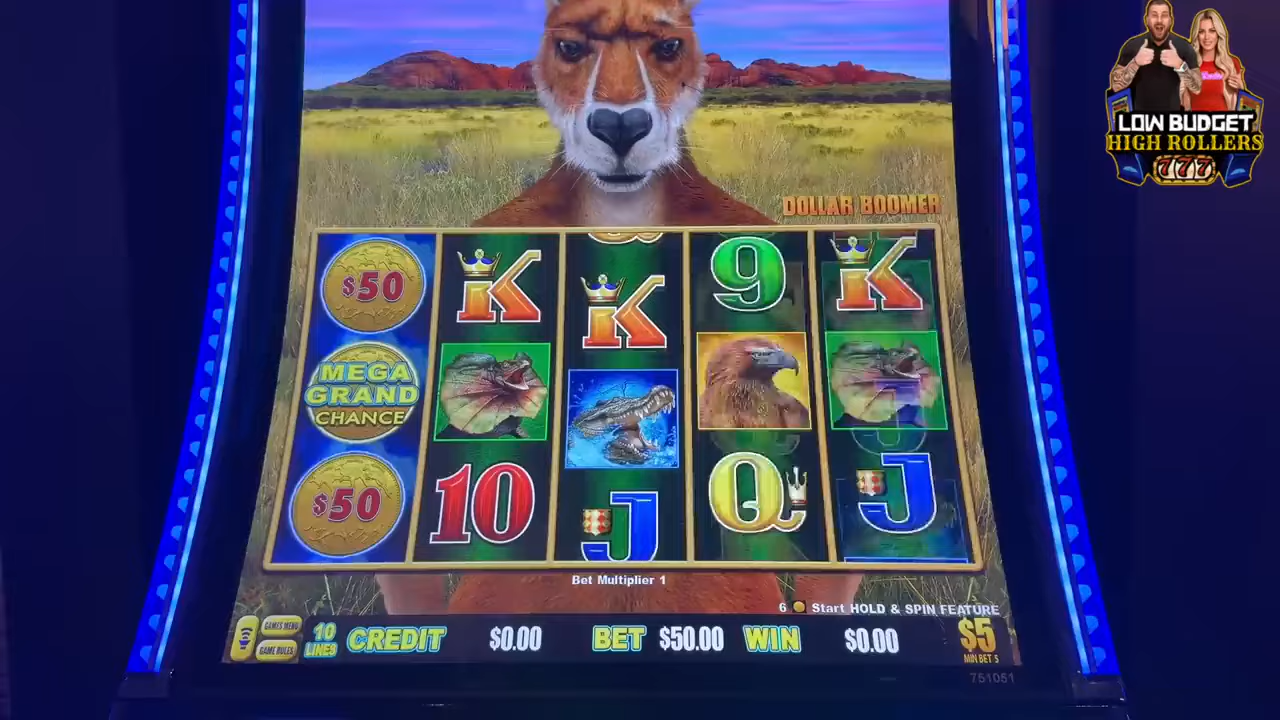 LOW BUDGET
HIGH ROLLERS
777
DOLLAR BOOMER
$50
K
K
9
K
MEGA
GRAND
CHANCE
$50
10
J
Q
J
Bet Multiplier 1
6 Start HOLD & SPIN FEATURE
GAMES MENU
GAME RULES
10
LINES
CREDIT $0.00 BET $50.00 WIN $0.00
$5
MIN BET 5
751051